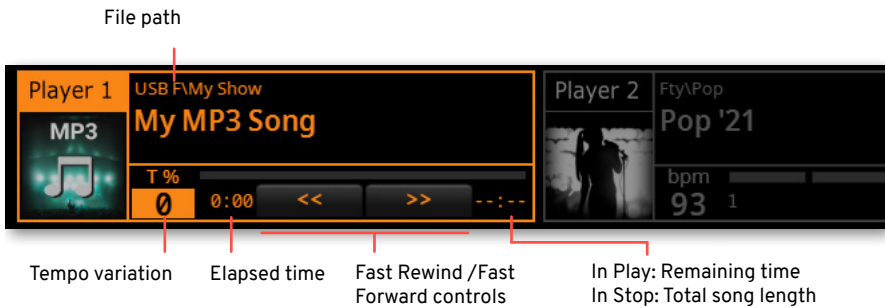 File path
Player 1
USB F\My Show
My MP3 Song
MP3
T %
0
0:00
<<
>>
--:--
Player 2
Fty\Pop
Pop '21
bpm
93
1
Tempo variation
Elapsed time
Fast Rewind /Fast
Forward controls
In Play: Remaining time
In Stop: Total song length